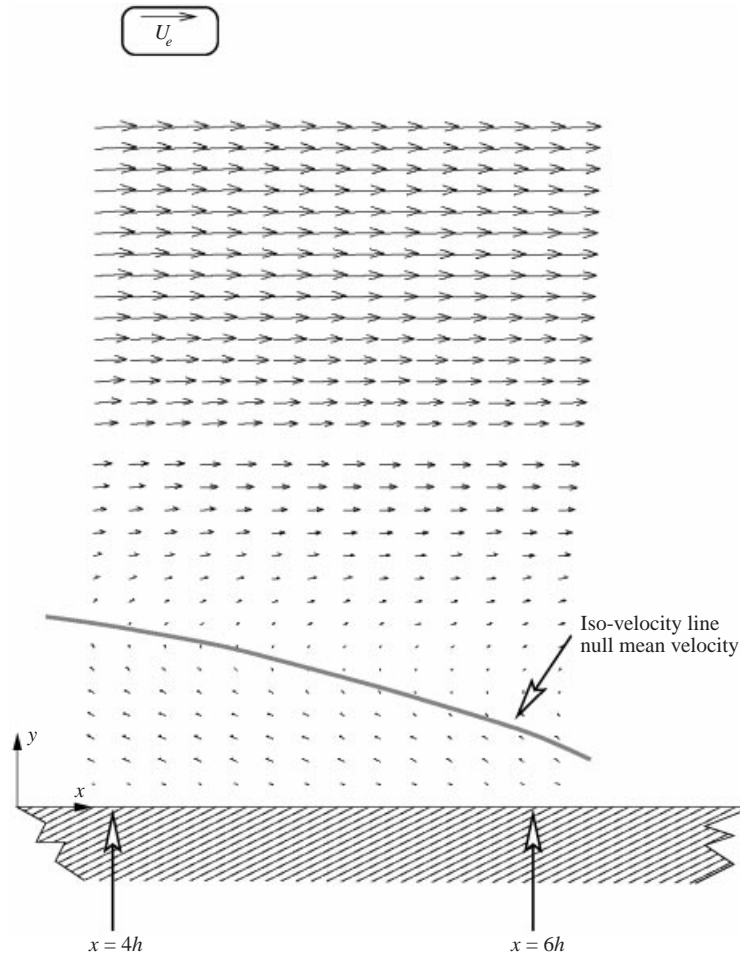 U_e
Iso-velocity line
null mean velocity
y
x
x = 4h
x = 6h